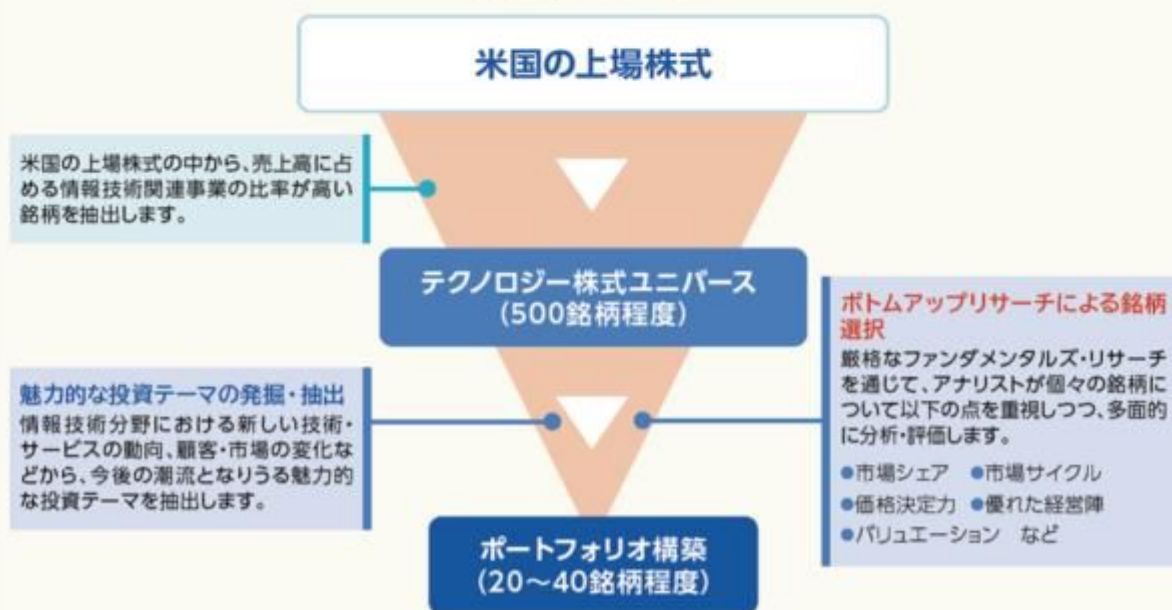 米国の上場株式
米国の上場株式の中から、売上高に占
める情報技術関連事業の比率が高い
銘柄を抽出します。
テクノロジー株式ユニバース
(500銘柄程度)
魅力的な投資テーマの発掘・抽出
情報技術分野における新しい技術・
サービスの動向、顧客・市場の変化な
どから、今後の潮流となりうる魅力的
な投資テーマを抽出します。
ボトムアップリサーチによる銘柄
選択
厳格なファンダメンタルズ・リサーチ
を通じて、アナリストが個々の銘柄に
ついて以下の点を重視しつつ、多面的
に分析・評価します。
●市場シェア ●市場サイクル
●価格決定力 ●優れた経営陣
●バリュエーション など
ポートフォリオ構築
(20〜40銘柄程度)